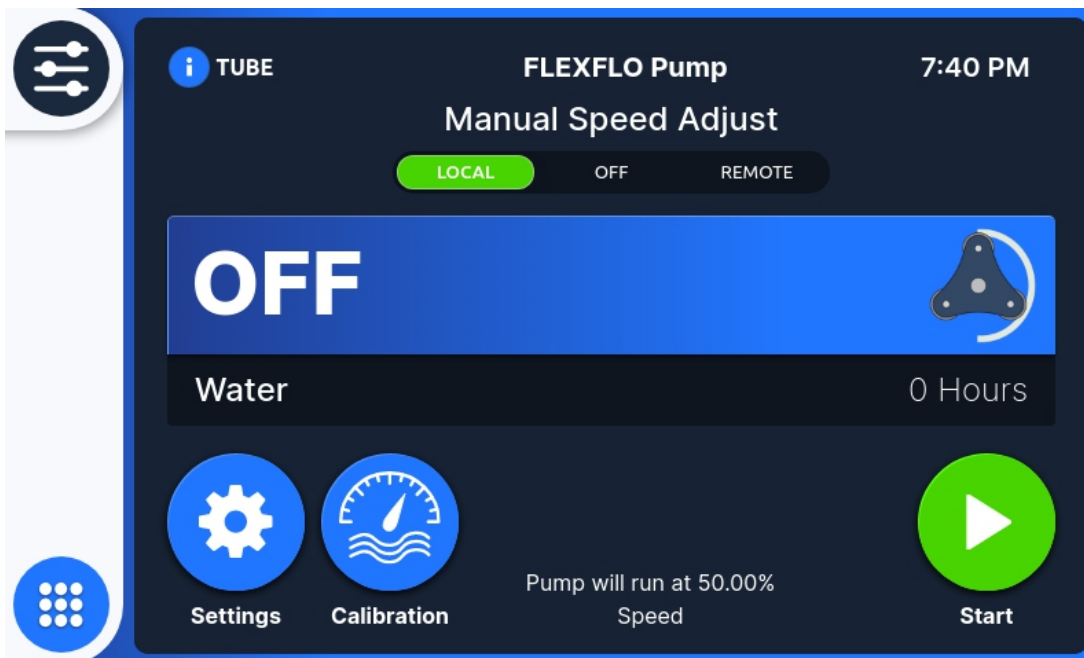 i TUBE
FLEXFLO Pump
7:40 PM
Manual Speed Adjust
LOCAL OFF REMOTE
OFF
Water
0 Hours
Pump will run at 50.00%
Speed
Settings
Calibration
Start